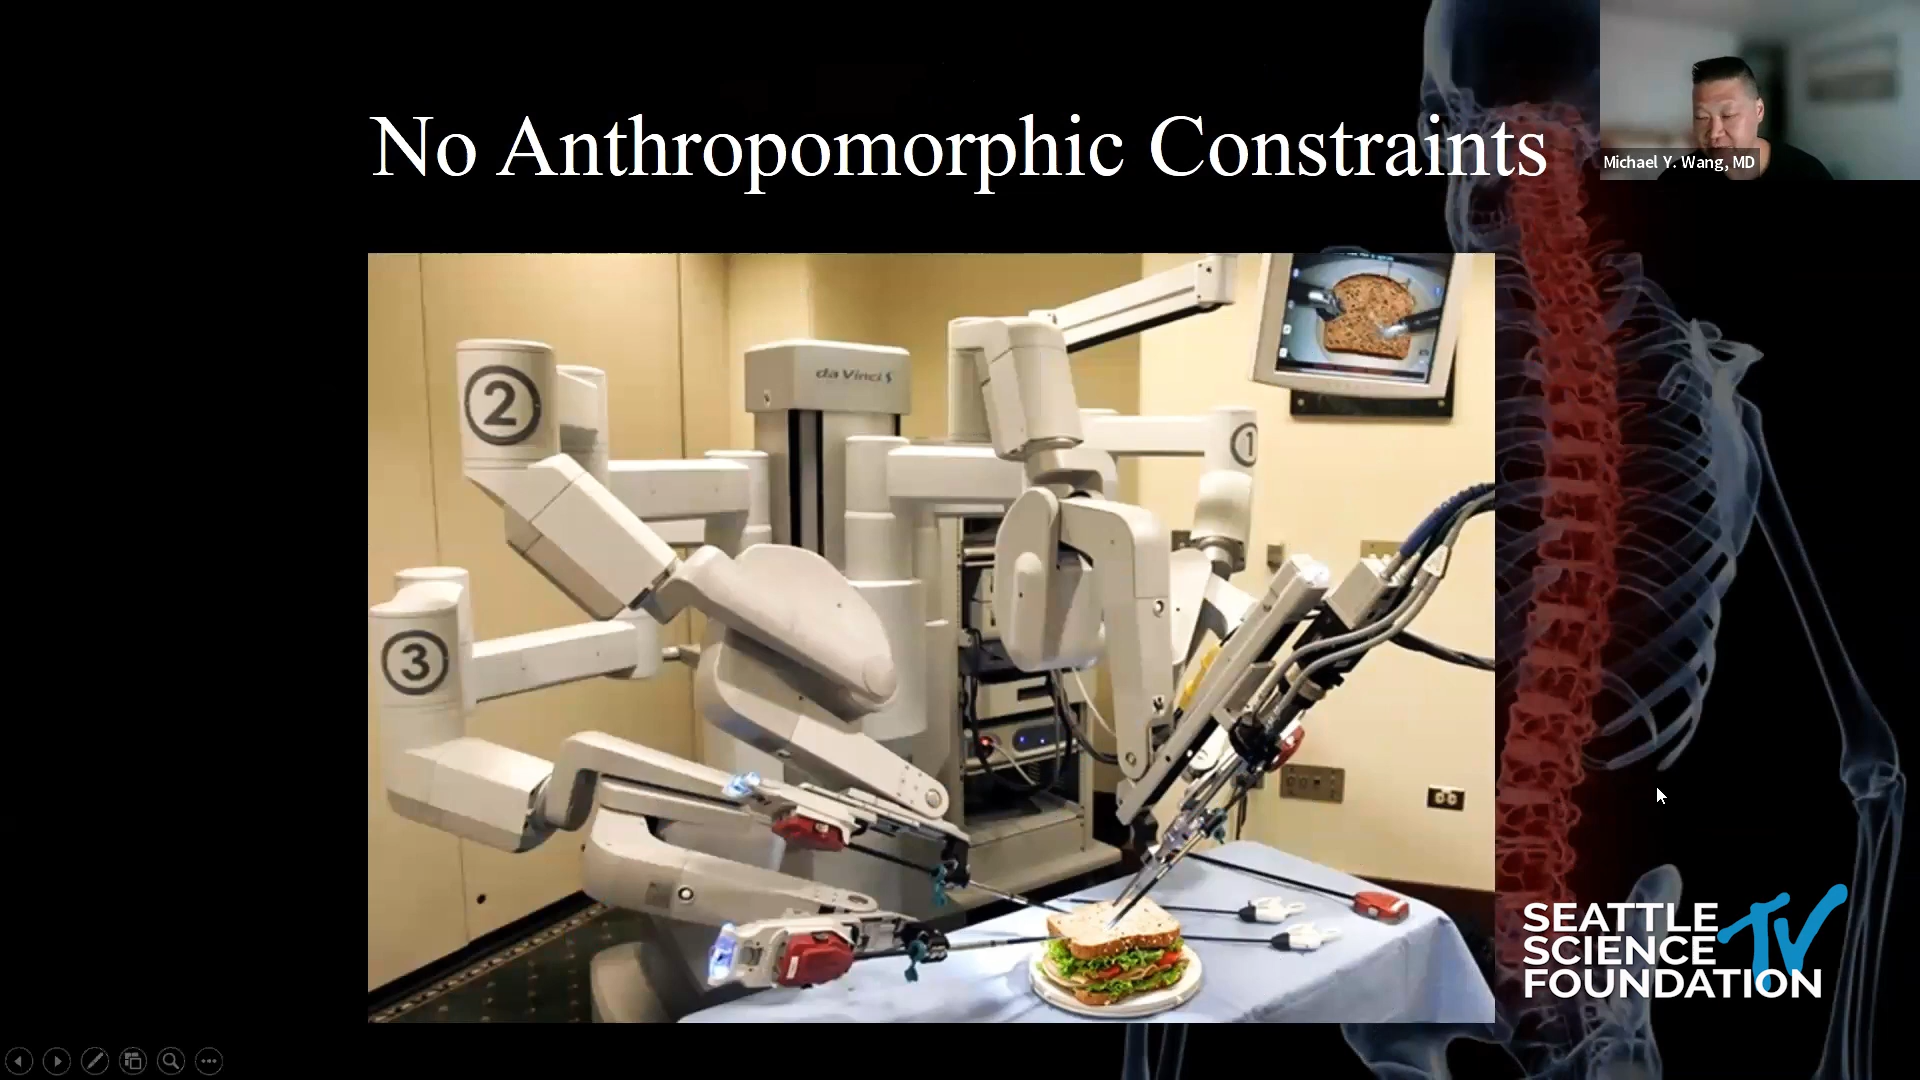 No Anthropomorphic Constraints
Michael Y. Wang, MD
da Vinci S
2
1
3
SEATTLE
SCIENCE
FOUNDATION
TV